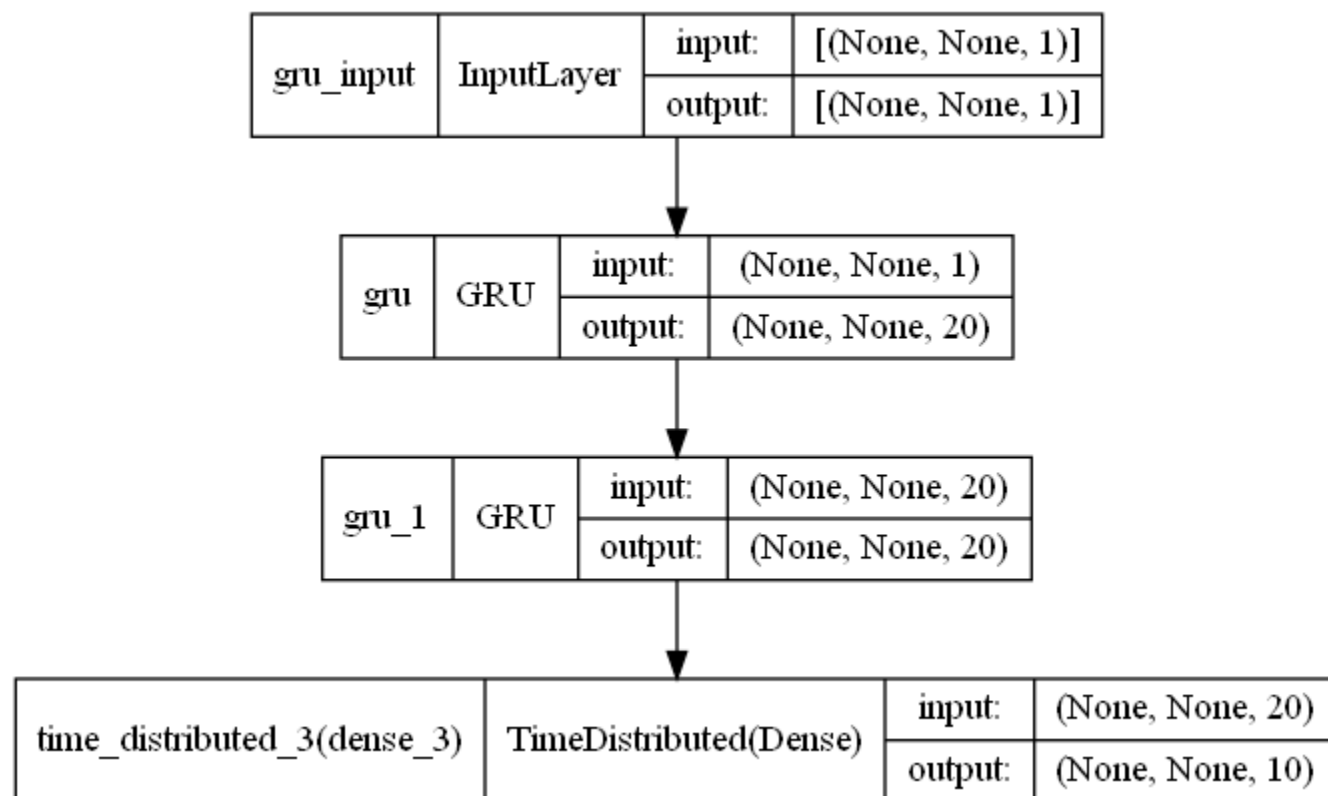 gru_input InputLayer input: [(None, None, 1)]
output: [(None, None, 1)]
gru GRU input: (None, None, 1)
output: (None, None, 20)
gru_1 GRU input: (None, None, 20)
output: (None, None, 20)
time_distributed_3(dense_3) TimeDistributed(Dense) input: (None, None, 20)
output: (None, None, 10)